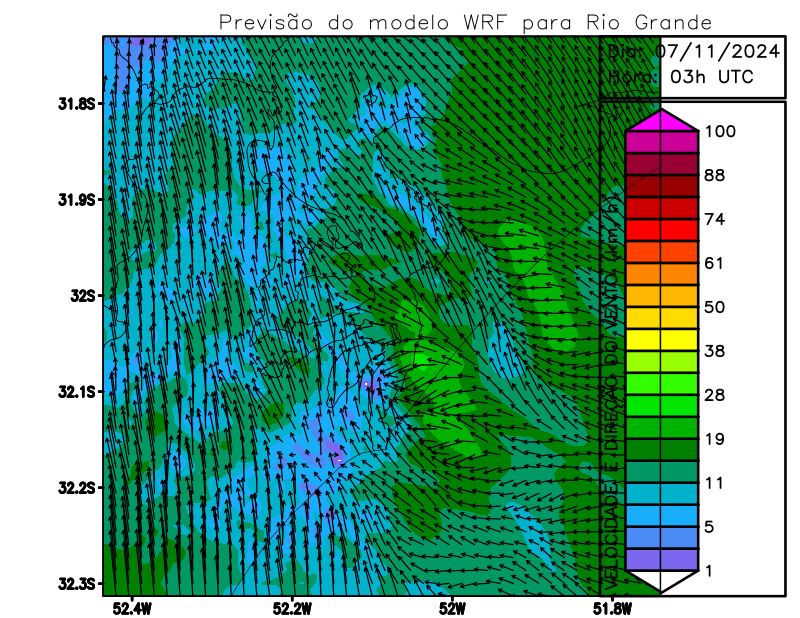 Previsão do modelo WRF para Rio Grande
Dia: 07/11/2024
Hora: 03h UTC
31.8S
31.9S
32S
32.1S
32.2S
32.3S
52.4W
52.2W
52W
51.8W
VELOCIDADE E DIREÇÃO DO VENTO (km/h)
100
88
74
61
50
38
28
19
11
5
1